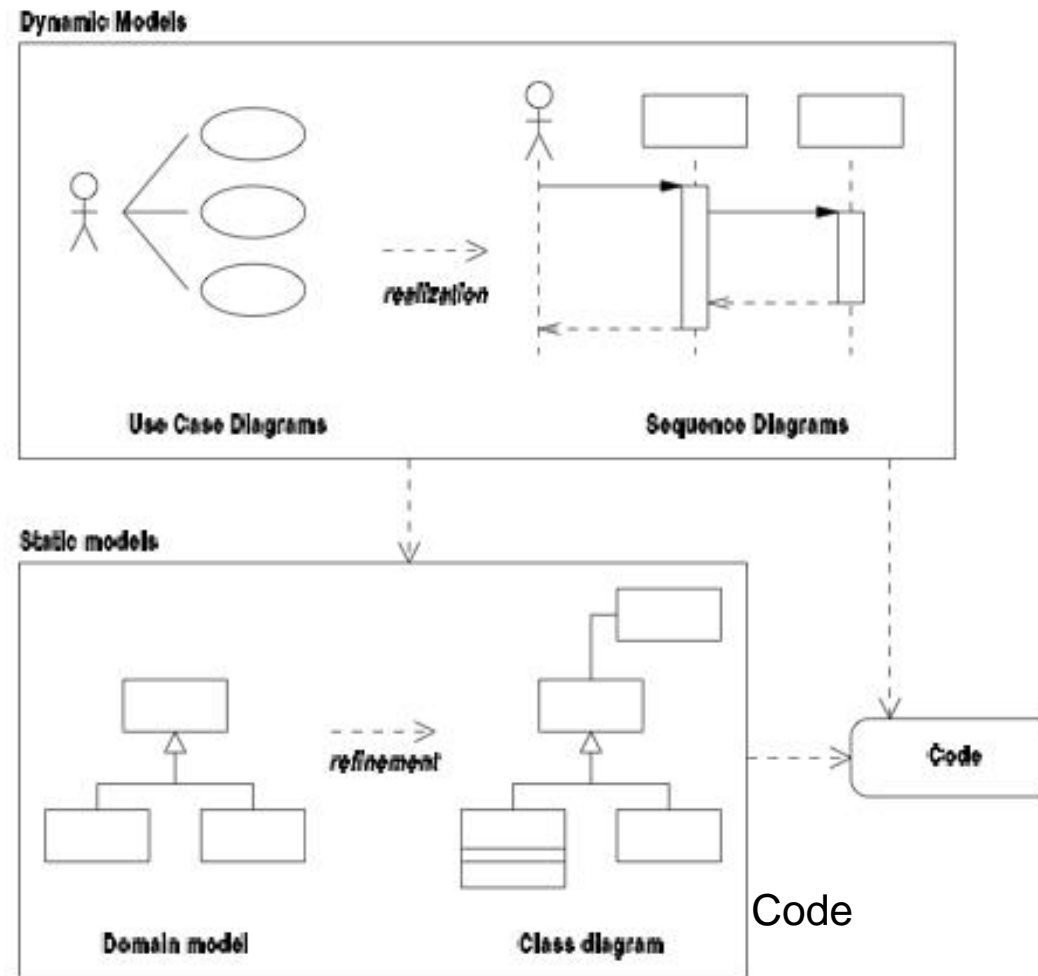 Dynamic Models
realization
Use Case Diagrams
Sequence Diagrams
Static models
refinement
Code
Code
Domain model
Class diagram